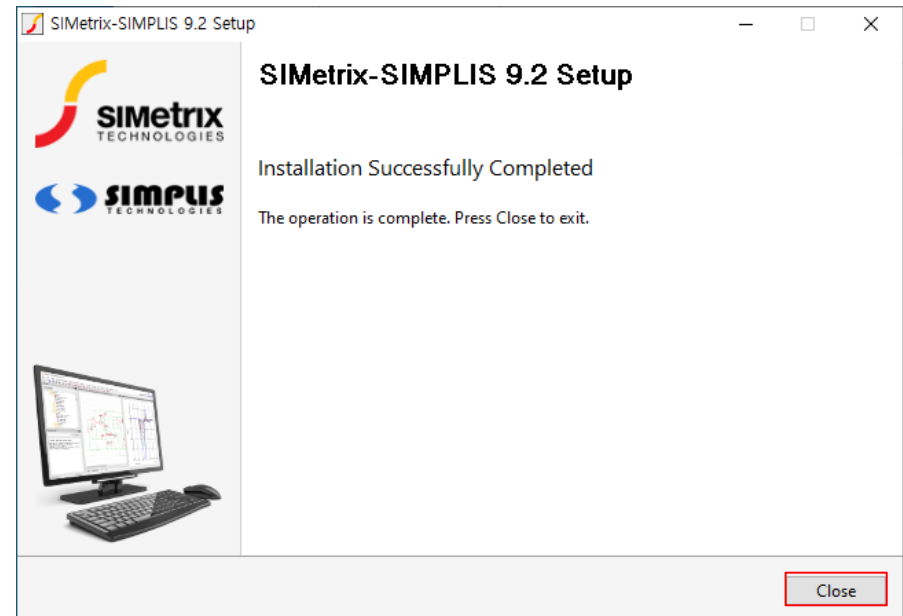 SIMetrix-SIMPLIS 9.2 Setup
SIMetrix
TECHNOLOGIES
SIMPLIS
TECHNOLOGIES
SIMetrix-SIMPLIS 9.2 Setup
Installation Successfully Completed
The operation is complete. Press Close to exit.
Close